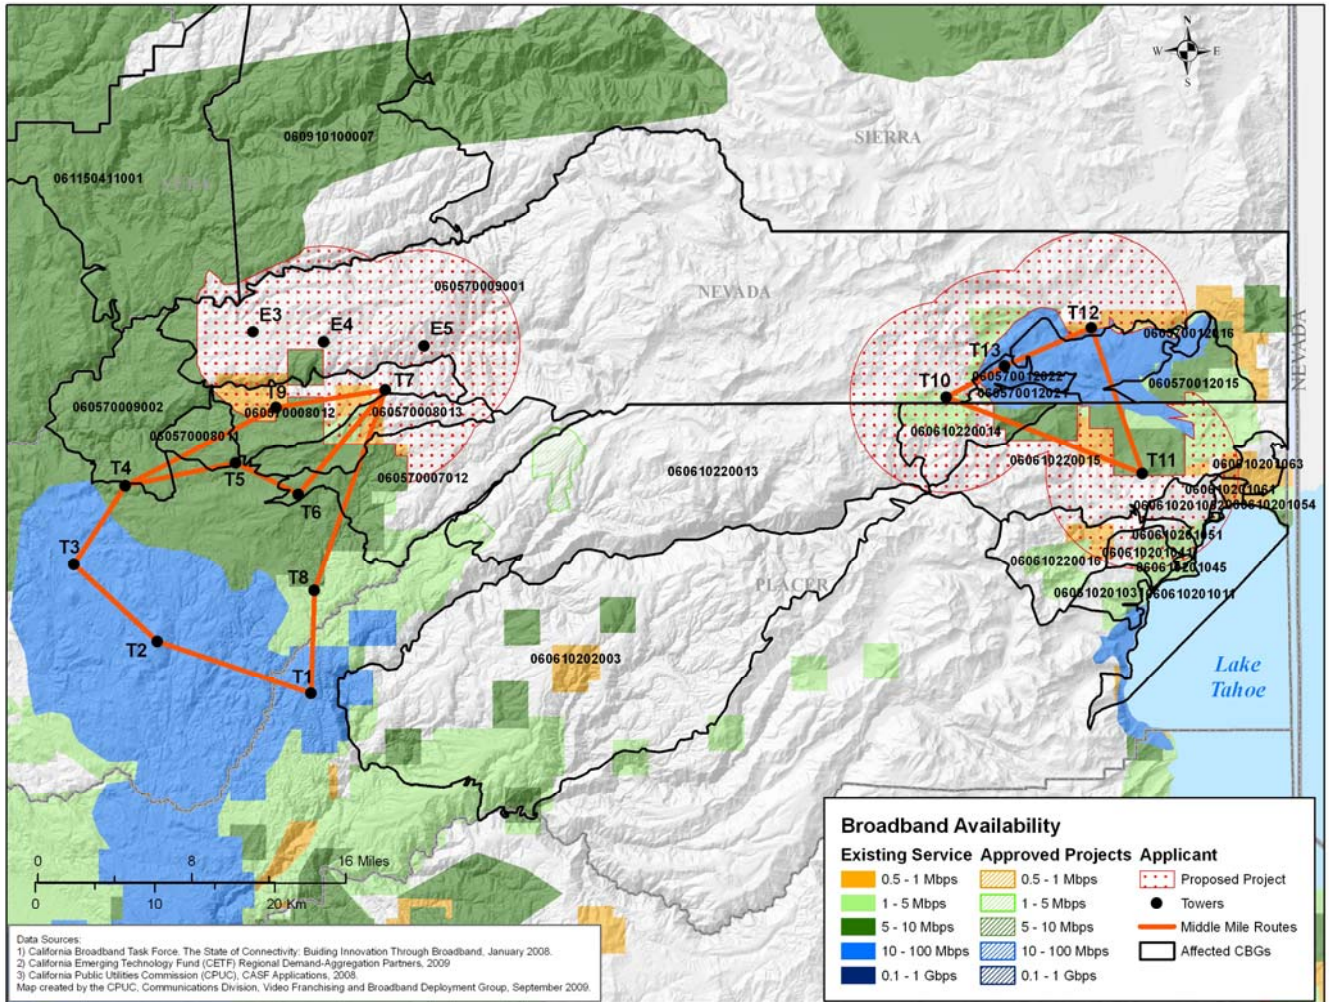 N
W E
S
SIERRA
060910100007
061150411001
NEVADA
060570009001
E3
E4
E5
T12
060570012016
T13
T7
T10
060570012022
060570012021
060570012015
NEVADA
T9
060570009002
060570008012
060570008013
060610220014
060570008011
T4
T5
060570007012
060610220013
060610220015
T11
060610201063
060610201061
T6
T3
T8
PLACER
060610220016
T2
T1
060610202003
Lake
Tahoe
0 8 16 Miles
0 10 20 Km
Data Sources:
1) California Broadband Task Force. The State of Connectivity: Buiding Innovation Through Broadband, January 2008.
2) California Emerging Technology Fund (CETF) Regional Demand-Aggregation Partners, 2009
3) California Public Utilities Commission (CPUC), CASF Applications, 2008.
Map created by the CPUC, Communications Division, Video Franchising and Broadband Deployment Group, September 2009.
Broadband Availability
Existing Service Approved Projects Applicant
0.5 - 1 Mbps 0.5 - 1 Mbps Proposed Project
1 - 5 Mbps 1 - 5 Mbps Towers
5 - 10 Mbps 5 - 10 Mbps Middle Mile Routes
10 - 100 Mbps 10 - 100 Mbps Affected CBGs
0.1 - 1 Gbps 0.1 - 1 Gbps